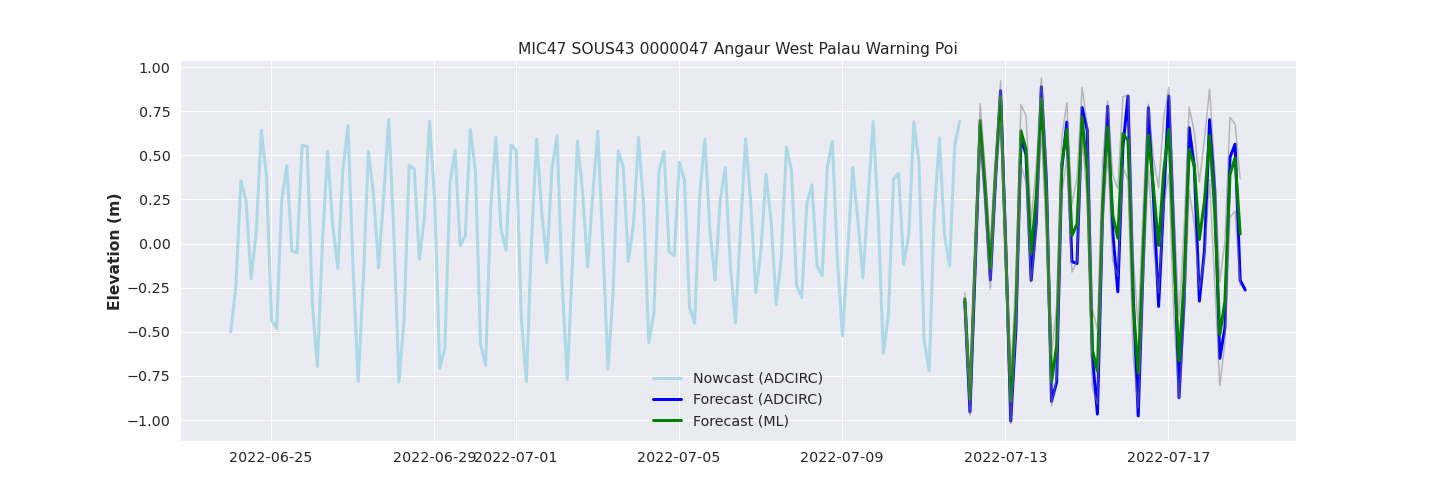 MIC47 SOUS43 0000047 Angaur West Palau Warning Poi
1.00
0.75
0.50
0.25
0.00
−0.25
−0.50
−0.75
−1.00
Elevation (m)
Nowcast (ADCIRC)
Forecast (ADCIRC)
Forecast (ML)
2022-06-25 2022-06-29 2022-07-01 2022-07-05 2022-07-09 2022-07-13 2022-07-17